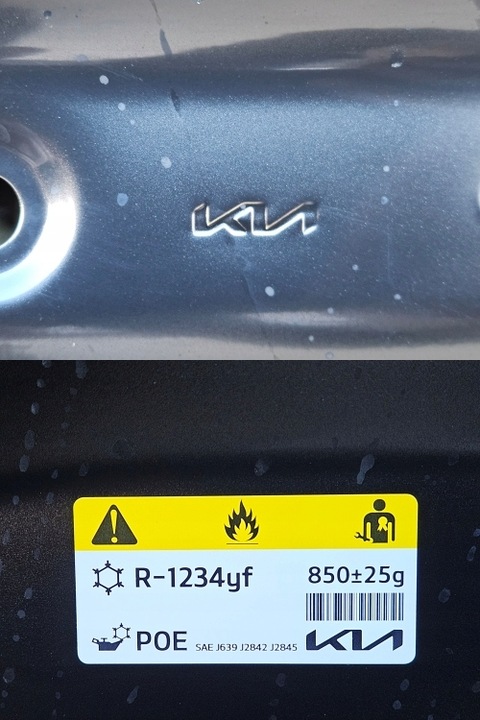 KIA
R-1234yf 850±25g
POE SAE J639 J2842 J2845 KIA